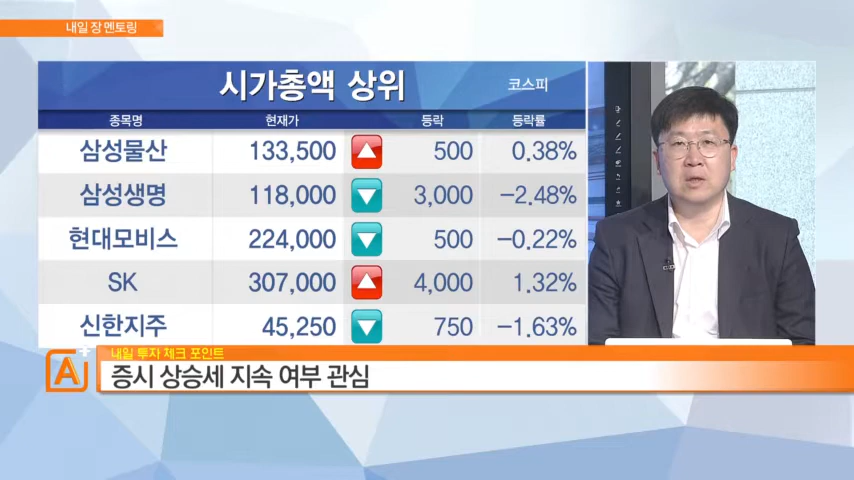 내일 장 멘토링
시가총액 상위 코스피
종목명 현재가 등락 등락률
삼성물산 133,500 500 0.38%
삼성생명 118,000 3,000 -2.48%
현대모비스 224,000 500 -0.22%
SK 307,000 4,000 1.32%
신한지주 45,250 750 -1.63%
A+
내일 투자 체크 포인트
증시 상승세 지속 여부 관심